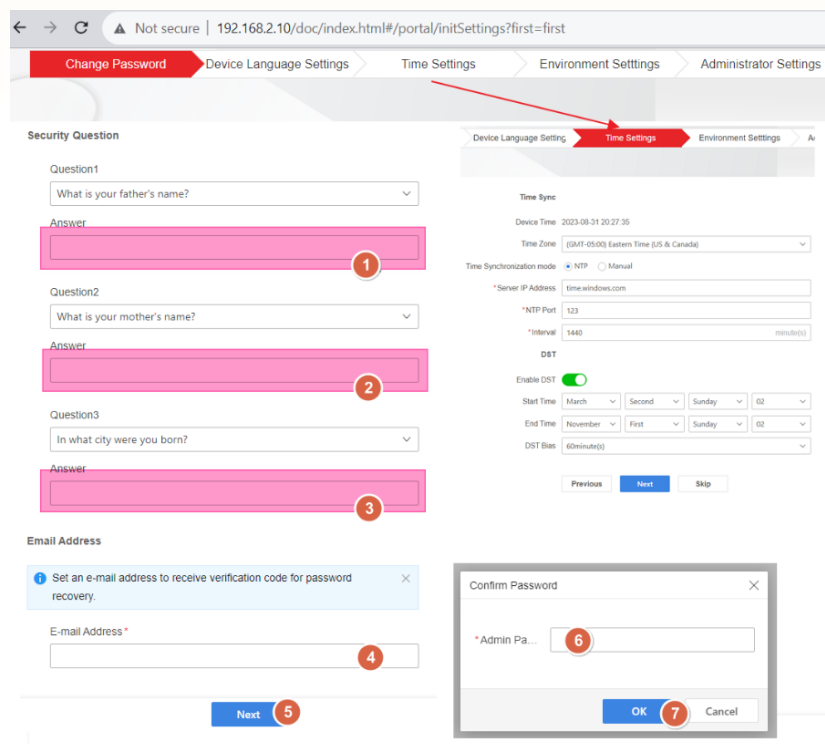 Not secure | 192.168.2.10/doc/index.html#/portal/initSettings?first=first
Change Password Device Language Settings Time Settings Environment Setttings Administrator Settings
Security Question
Question1
What is your father's name?
Answer
1
Question2
What is your mother's name?
Answer
2
Question3
In what city were you born?
Answer
3
Email Address
Set an e-mail address to receive verification code for password
recovery.
E-mail Address*
4
Next 5
Device Language Setting Time Settings Environment Setttings A
Time Sync
Device Time 2023-08-31 20:27:35
Time Zone (GMT-05:00) Eastern Time (US & Canada)
Time Synchronization mode NTP Manual
*Server IP Address time.windows.com
*NTP Port 123
*Interval 1440 minute(s)
DST
Enable DST
Start Time March Second Sunday 02
End Time November First Sunday 02
DST Bias 60minute(s)
Previous Next Skip
Confirm Password
*Admin Pa... 6
OK 7 Cancel